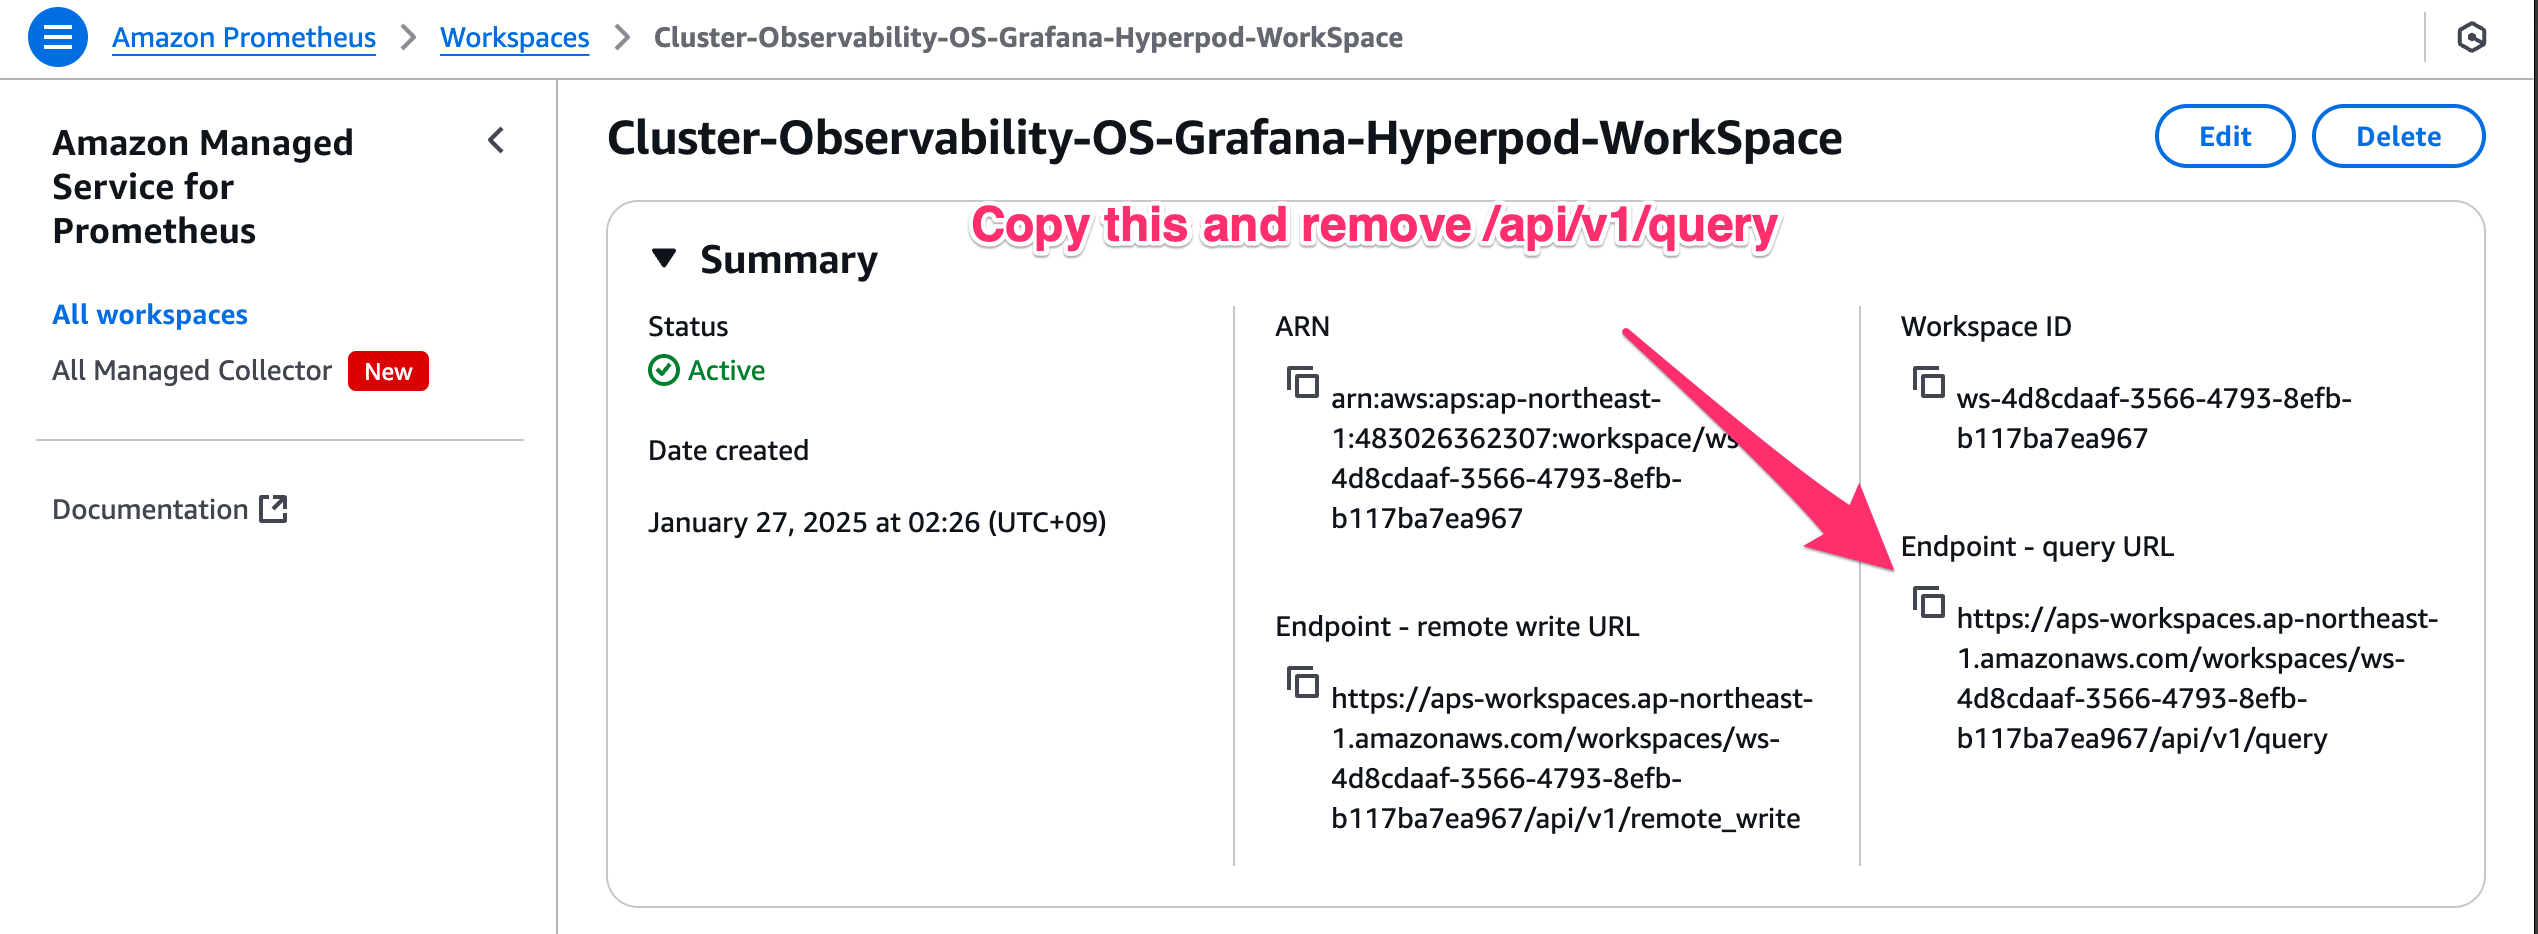 Amazon Prometheus > Workspaces > Cluster-Observability-OS-Grafana-Hyperpod-WorkSpace
Amazon Managed
Service for
Prometheus
All workspaces
All Managed Collector New
Documentation
Cluster-Observability-OS-Grafana-Hyperpod-WorkSpace
Edit
Delete
Copy this and remove /api/v1/query
Summary
Status
Active
Date created
January 27, 2025 at 02:26 (UTC+09)
ARN
arn:aws:aps:ap-northeast-
1:483026362307:workspace/ws-
4d8cdaaf-3566-4793-8efb-
b117ba7ea967
Endpoint - remote write URL
https://aps-workspaces.ap-northeast-
1.amazonaws.com/workspaces/ws-
4d8cdaaf-3566-4793-8efb-
b117ba7ea967/api/v1/remote_write
Workspace ID
ws-4d8cdaaf-3566-4793-8efb-
b117ba7ea967
Endpoint - query URL
https://aps-workspaces.ap-northeast-
1.amazonaws.com/workspaces/ws-
4d8cdaaf-3566-4793-8efb-
b117ba7ea967/api/v1/query